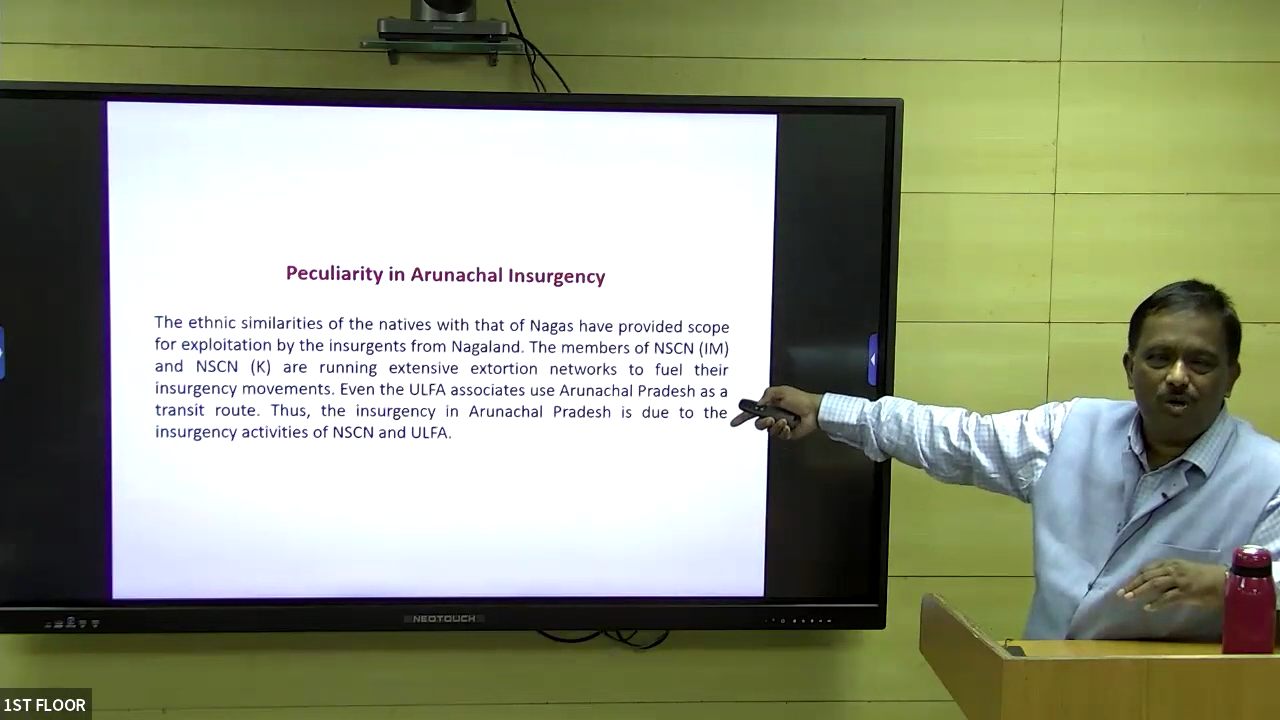 Peculiarity in Arunachal Insurgency
The ethnic similarities of the natives with that of Nagas have provided scope
for exploitation by the insurgents from Nagaland. The members of NSCN (IM)
and NSCN (K) are running extensive extortion networks to fuel their
insurgency movements. Even the ULFA associates use Arunachal Pradesh as a
transit route. Thus, the insurgency in Arunachal Pradesh is due to the
insurgency activities of NSCN and ULFA.
NEOTOUCH
1ST FLOOR